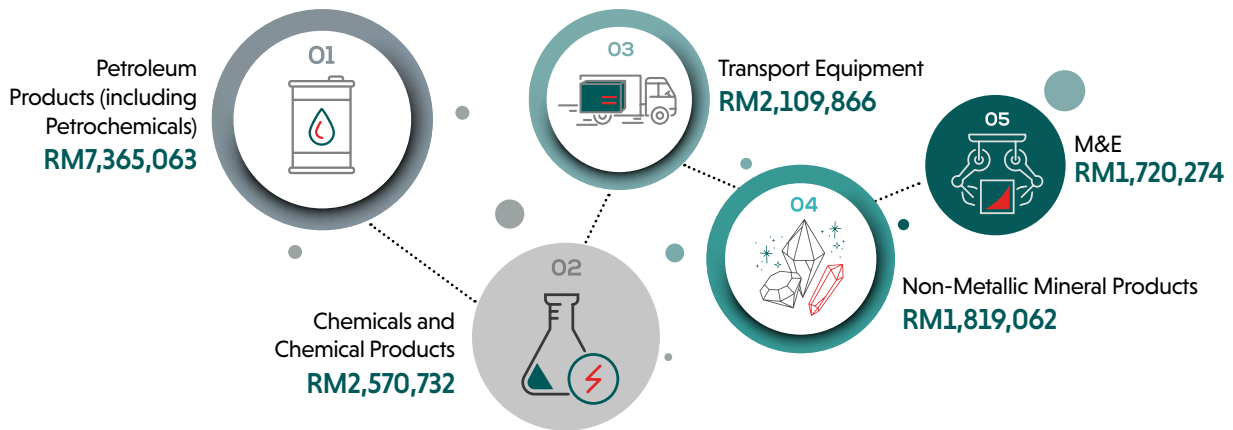 01
Petroleum
Products (including
Petrochemicals)
RM7,365,063
02
Chemicals and
Chemical Products
RM2,570,732
03
Transport Equipment
RM2,109,866
04
Non-Metallic Mineral Products
RM1,819,062
05
M&E
RM1,720,274